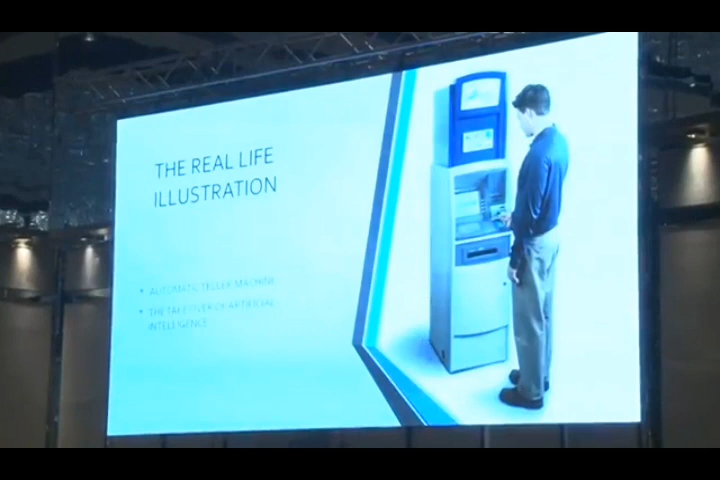 THE REAL LIFE
ILLUSTRATION
• AUTOMATIC TELLER MACHINE
• THE TAKE OVER OF ARTIFICIAL
INTELLIGENCE